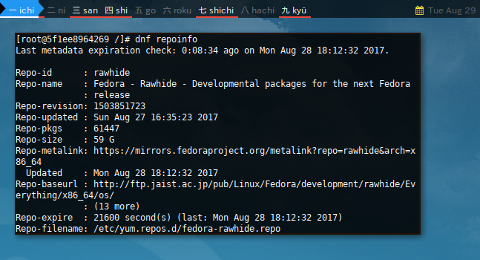 一 ichi 二 ni 三 san 四 shi 五 go 六 roku 七 shichi 八 hachi 九 kyū Tue Aug 29
[root@5f1ee8964269 /]# dnf repoinfo
Last metadata expiration check: 0:08:34 ago on Mon Aug 28 18:12:32 2017.
Repo-id : rawhide
Repo-name : Fedora - Rawhide - Developmental packages for the next Fedora
: release
Repo-revision: 1503851723
Repo-updated : Sun Aug 27 16:35:23 2017
Repo-pkgs : 61447
Repo-size : 59 G
Repo-metalink: https://mirrors.fedoraproject.org/metalink?repo=rawhide&arch=x
86_64
Updated : Mon Aug 28 18:12:32 2017
Repo-baseurl : http://ftp.jaist.ac.jp/pub/Linux/Fedora/development/rawhide/Ev
erything/x86_64/os/
: (13 more)
Repo-expire : 21600 second(s) (last: Mon Aug 28 18:12:32 2017)
Repo-filename: /etc/yum.repos.d/fedora-rawhide.repo